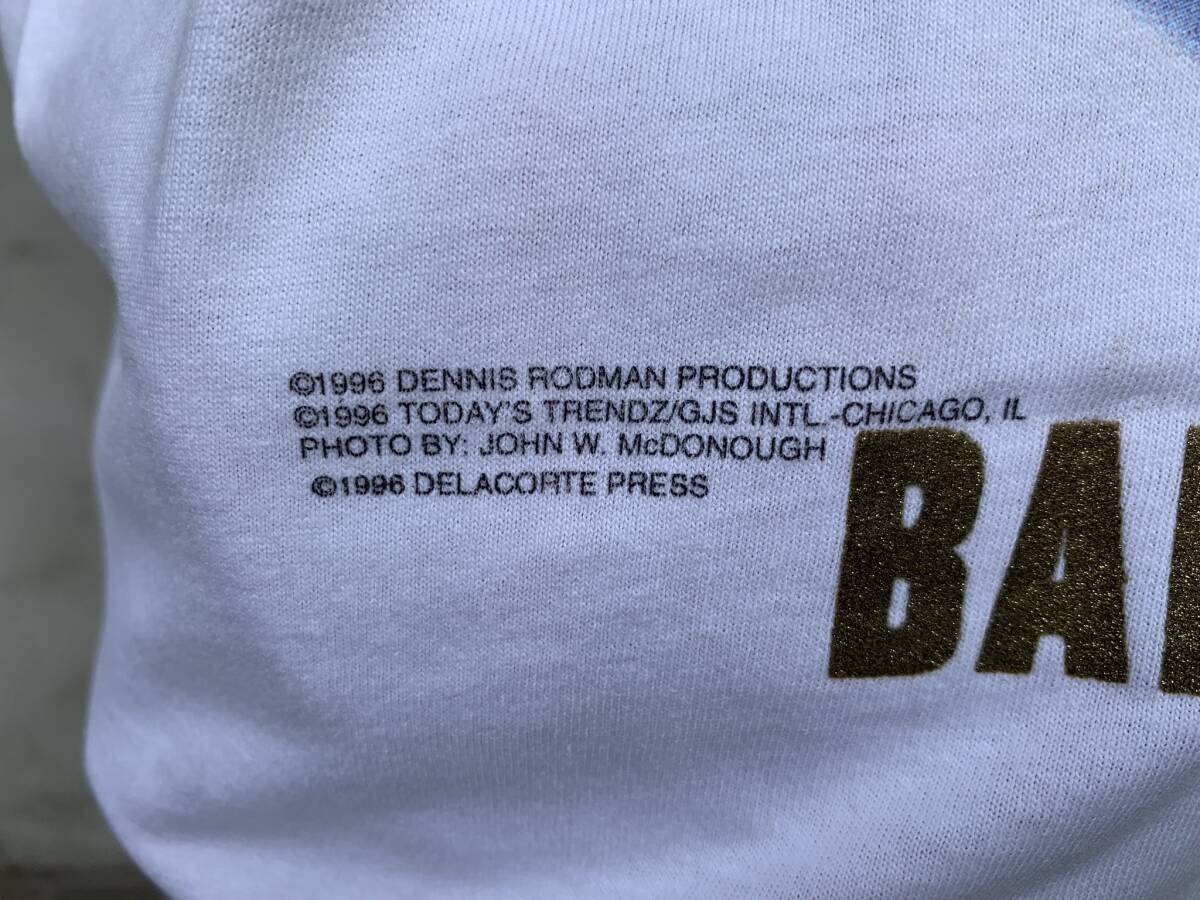 ©1996 DENNIS RODMAN PRODUCTIONS
©1996 TODAY'S TRENDZ/GJS INTL.-CHICAGO, IL
PHOTO BY: JOHN W. McDONOUGH
©1996 DELACORTE PRESS
BA